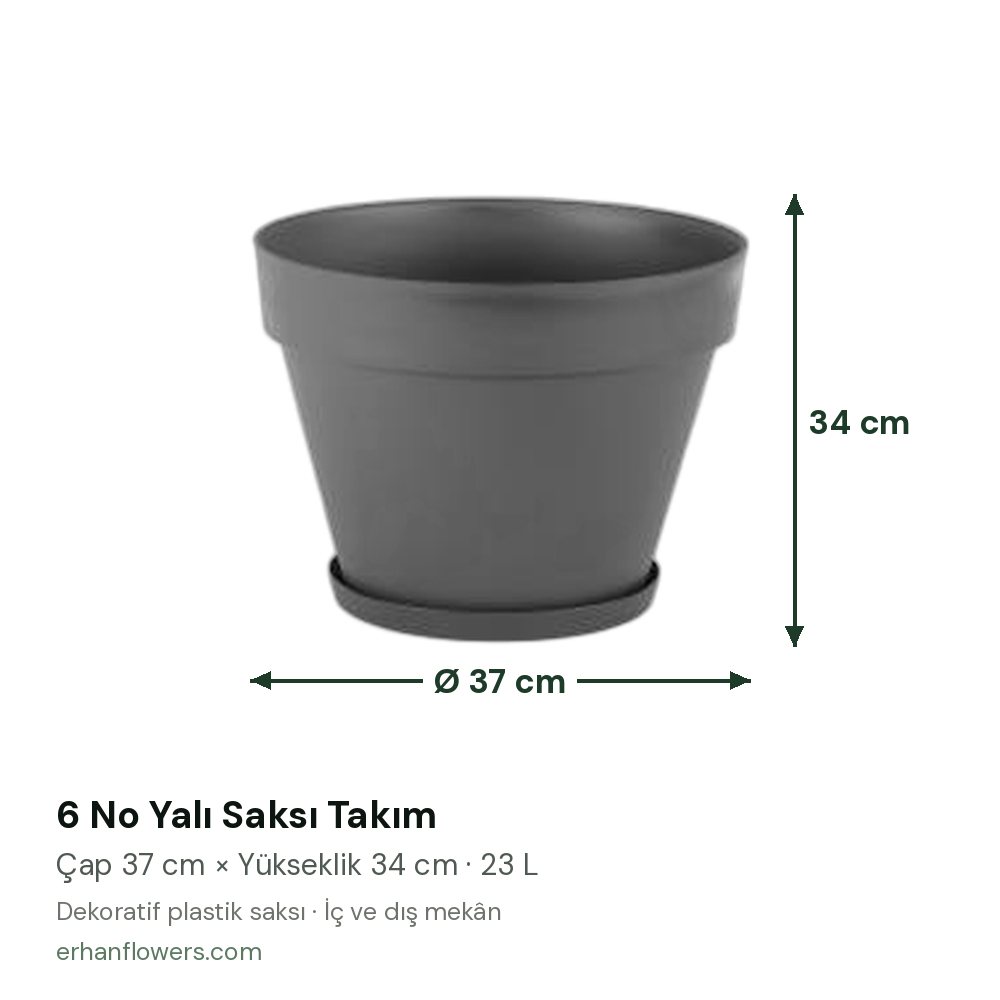 34 cm
Ø 37 cm
6 No Yalı Saksı Takım
Çap 37 cm × Yükseklik 34 cm · 23 L
Dekoratif plastik saksı · İç ve dış mekân
erhanflowers.com